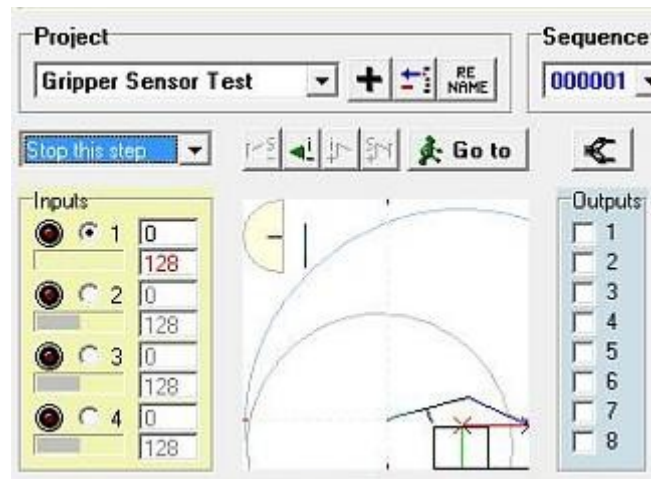 Project
Sequence
Gripper Sensor Test
RE
NAME
000001
Stop this step
Go to
Inputs
1
0
128
2
0
128
3
0
128
4
0
128
Outputs
1
2
3
4
5
6
7
8